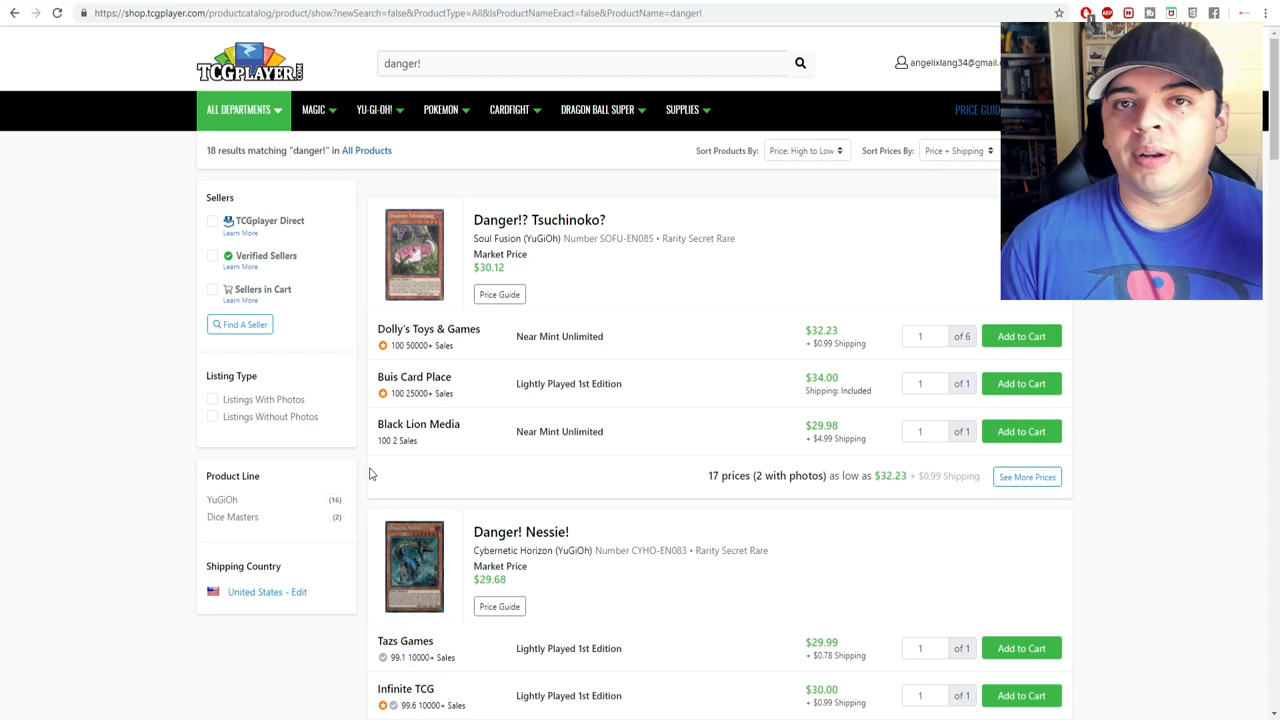 https://shop.tcgplayer.com/productcatalog/product/show?newSearch=false&ProductType=All&IsProductNameExact=false&ProductName=danger!
TCGPLAYER
danger!
angelixlang34@gmail.c
ALL DEPARTMENTS
MAGIC
YU-GI-OH!
POKEMON
CARDFIGHT
DRAGON BALL SUPER
SUPPLIES
PRICE GUID
18 results matching "danger!" in All Products
Sort Products By: Price: High to Low
Sort Prices By: Price + Shipping
Sellers
TCGplayer Direct
Learn More
Verified Sellers
Learn More
Sellers in Cart
Learn More
Find A Seller
Listing Type
Listings With Photos
Listings Without Photos
Product Line
YuGiOh (16)
Dice Masters (2)
Shipping Country
United States - Edit
Danger!? Tsuchinoko?
Soul Fusion (YuGiOh) Number SOFU-EN085 • Rarity Secret Rare
Market Price
$30.12
Price Guide
Dolly's Toys & Games
100 50000+ Sales
Near Mint Unlimited
$32.23
+ $0.99 Shipping
1 of 6
Add to Cart
Buis Card Place
100 25000+ Sales
Lightly Played 1st Edition
$34.00
Shipping: Included
1 of 1
Add to Cart
Black Lion Media
100 2 Sales
Near Mint Unlimited
$29.98
+ $4.99 Shipping
1 of 1
Add to Cart
17 prices (2 with photos) as low as $32.23 + $0.99 Shipping
See More Prices
Danger! Nessie!
Cybernetic Horizon (YuGiOh) Number CYHO-EN083 • Rarity Secret Rare
Market Price
$29.68
Price Guide
Tazs Games
99.1 10000+ Sales
Lightly Played 1st Edition
$29.99
+ $0.78 Shipping
1 of 1
Add to Cart
Infinite TCG
99.6 10000+ Sales
Lightly Played 1st Edition
$30.00
+ $0.99 Shipping
1 of 1
Add to Cart